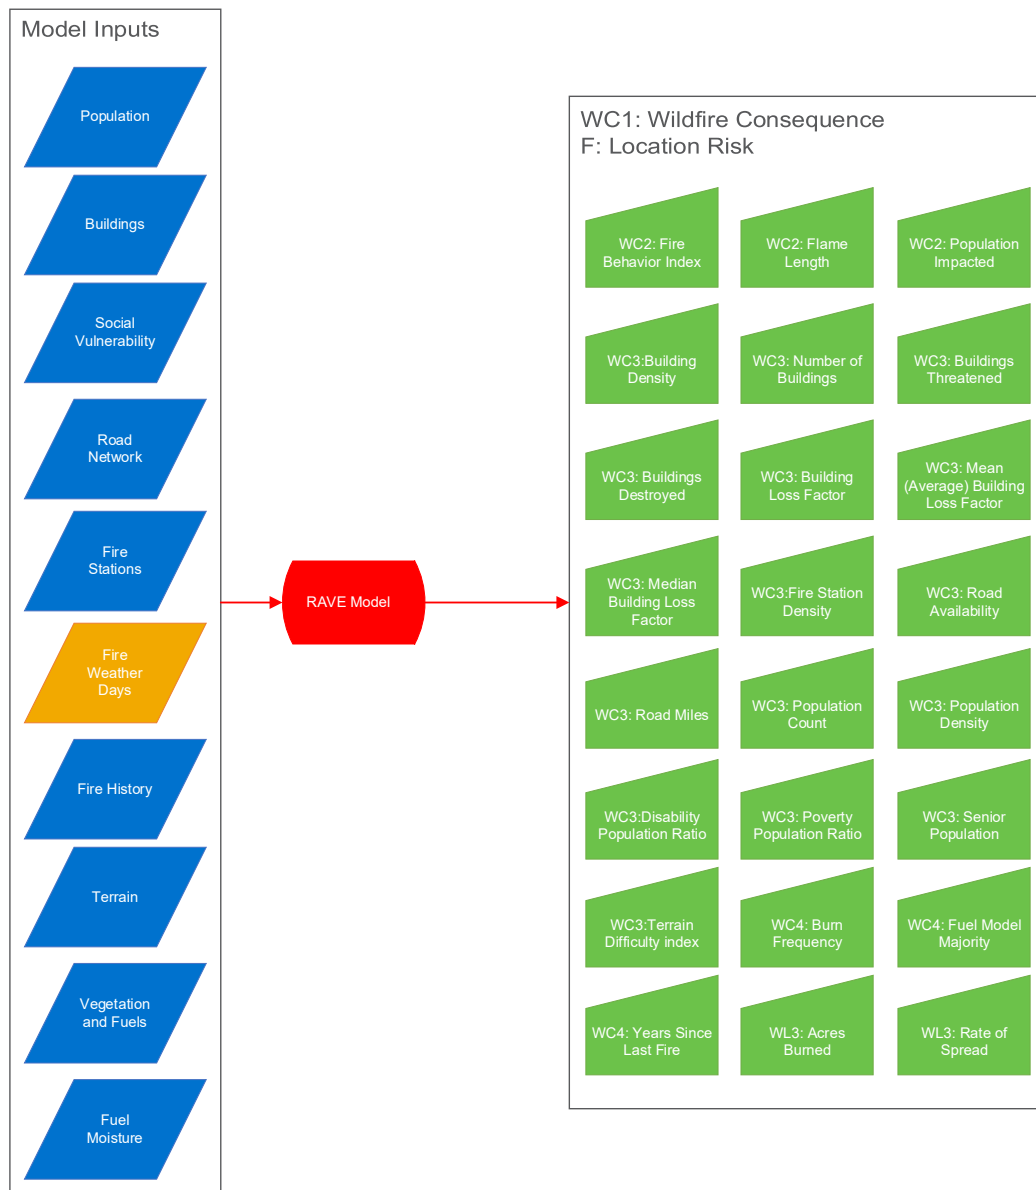 Model Inputs
Population
Buildings
Social
Vulnerability
Road
Network
Fire
Stations
Fire
Weather
Days
Fire History
Terrain
Vegetation
and Fuels
Fuel
Moisture
RAVE Model
WC1: Wildfire Consequence
F: Location Risk
WC2: Fire
Behavior Index
WC2: Flame
Length
WC2: Population
Impacted
WC3:Building
Density
WC3: Number of
Buildings
WC3: Buildings
Threatened
WC3: Buildings
Destroyed
WC3: Building
Loss Factor
WC3: Mean
(Average) Building
Loss Factor
WC3: Median
Building Loss
Factor
WC3:Fire Station
Density
WC3: Road
Availability
WC3: Road Miles
WC3: Population
Count
WC3: Population
Density
WC3:Disability
Population Ratio
WC3: Poverty
Population Ratio
WC3: Senior
Population
WC3:Terrain
Difficulty index
WC4: Burn
Frequency
WC4: Fuel Model
Majority
WC4: Years Since
Last Fire
WL3: Acres
Burned
WL3: Rate of
Spread